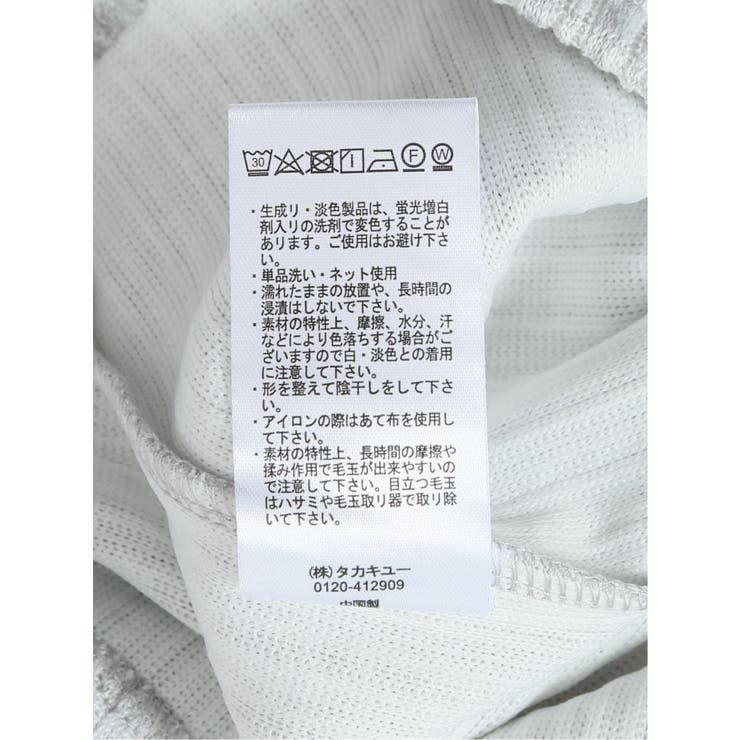 30 F W
・生成リ・淡色製品は、蛍光増白
剤入りの洗剤で変色することが
あります。ご使用はお避け下さ
い。
・単品洗い・ネット使用
・濡れたままの放置や、長時間の
浸漬はしないで下さい。
・素材の特性上、摩擦、水分、汗
などにより色落ちする場合がご
ざいますので白・淡色との着用
に注意して下さい。
・形を整えて陰干しをして下さ
い。
・アイロンの際はあて布を使用し
て下さい。
・素材の特性上、長時間の摩擦や
揉み作用で毛玉が出来やすいの
で注意して下さい。目立つ毛玉
はハサミや毛玉取り器で取り除
いて下さい。
(株)タカキュー
0120-412909
中国製